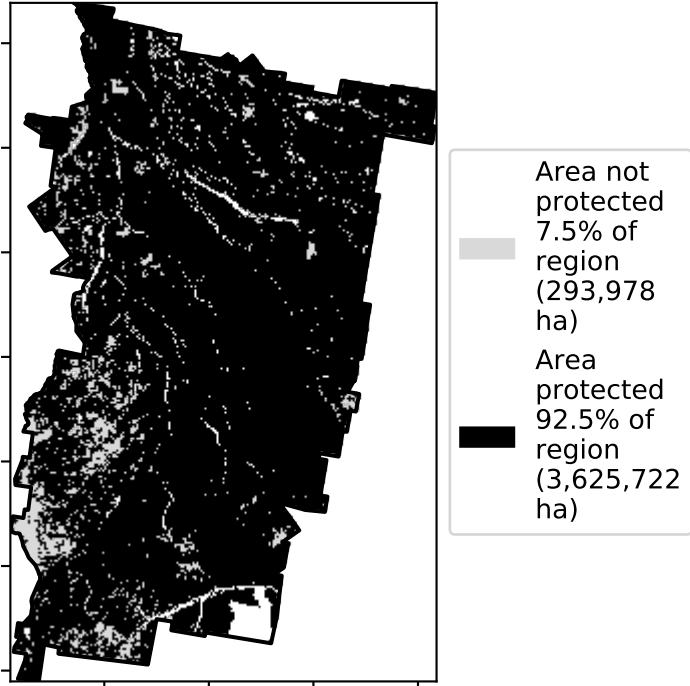 Area not
protected
7.5% of
region
(293,978
ha)
Area
protected
92.5% of
region
(3,625,722
ha)